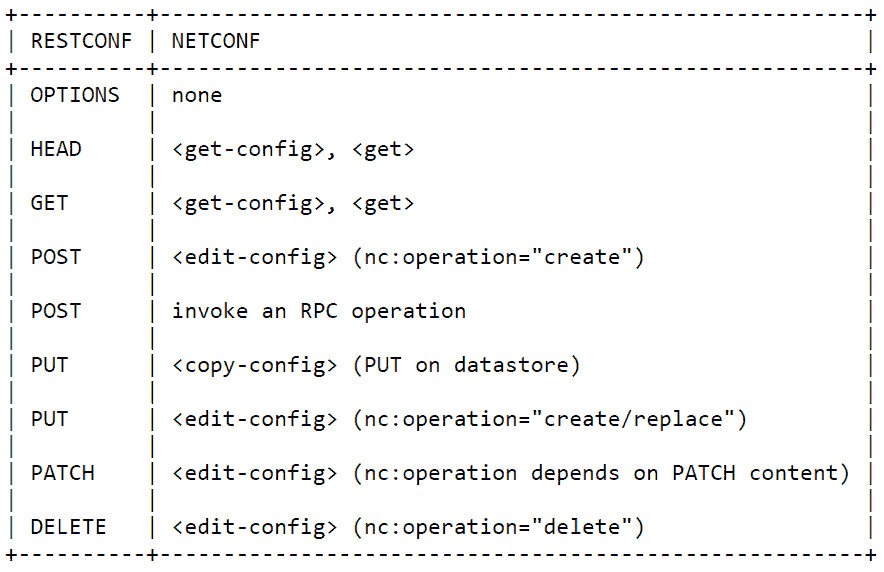 +----------+--------------------------------------------------------+
| RESTCONF | NETCONF                                                |
+----------+--------------------------------------------------------+
| OPTIONS  | none                                                   |
|          |                                                        |
| HEAD     | <get-config>, <get>                                    |
|          |                                                        |
| GET      | <get-config>, <get>                                    |
|          |                                                        |
| POST     | <edit-config> (nc:operation="create")                  |
|          |                                                        |
| POST     | invoke an RPC operation                                |
|          |                                                        |
| PUT      | <copy-config> (PUT on datastore)                       |
|          |                                                        |
| PUT      | <edit-config> (nc:operation="create/replace")          |
|          |                                                        |
| PATCH    | <edit-config> (nc:operation depends on PATCH content)  |
|          |                                                        |
| DELETE   | <edit-config> (nc:operation="delete")                  |
+----------+--------------------------------------------------------+